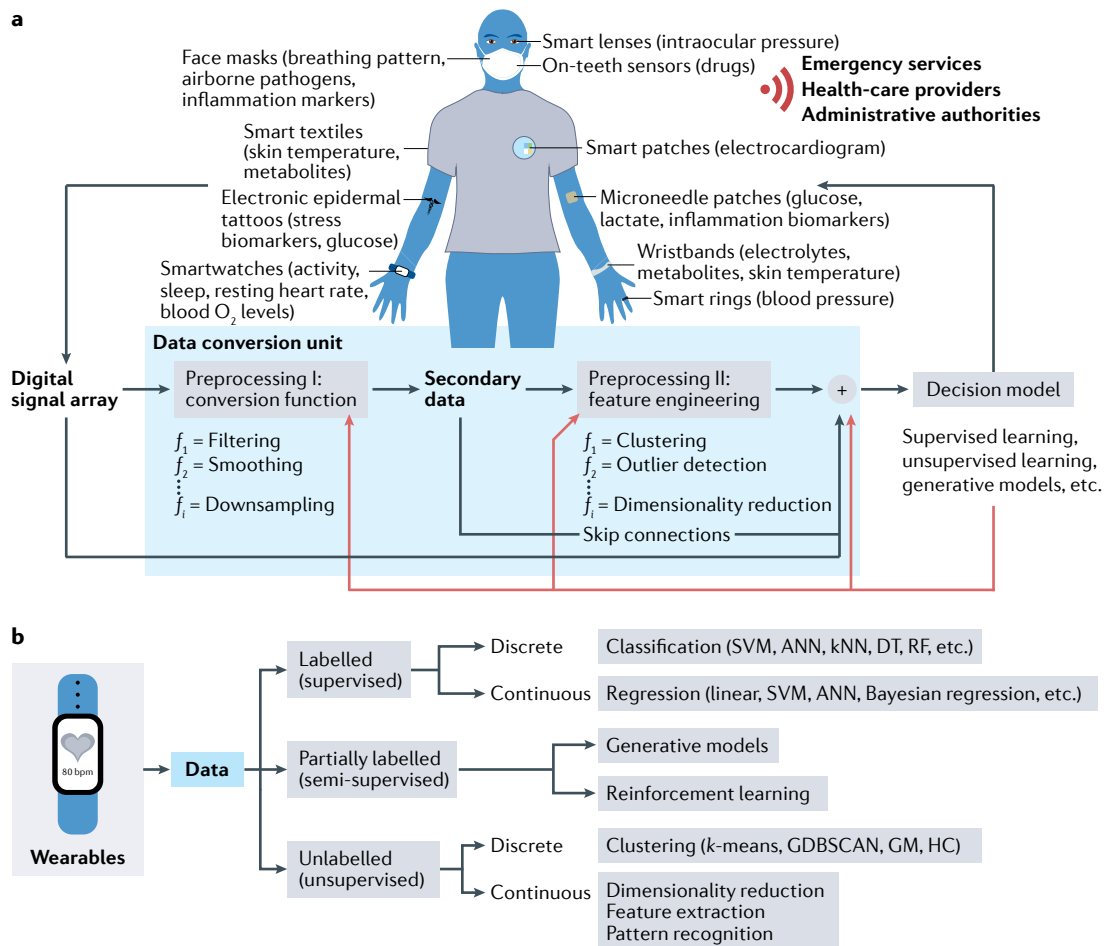 a
Face masks (breathing pattern,
airborne pathogens,
inflammation markers)
Smart lenses (intraocular pressure)
On-teeth sensors (drugs)
Emergency services
Health-care providers
Administrative authorities
Smart textiles
(skin temperature,
metabolites)
Smart patches (electrocardiogram)
Electronic epidermal
tattoos (stress
biomarkers, glucose)
Microneedle patches (glucose,
lactate, inflammation biomarkers)
Smartwatches (activity,
sleep, resting heart rate,
blood O₂ levels)
Wristbands (electrolytes,
metabolites, skin temperature)
Smart rings (blood pressure)
Data conversion unit
Digital
signal array
Preprocessing I:
conversion function
Secondary
data
Preprocessing II:
feature engineering
+
Decision model
f₁ = Filtering
f₂ = Smoothing
fᵢ = Downsampling
f₁ = Clustering
f₂ = Outlier detection
fᵢ = Dimensionality reduction
Supervised learning,
unsupervised learning,
generative models, etc.
Skip connections
b
80 bpm
Wearables
Data
Labelled
(supervised)
Discrete
Classification (SVM, ANN, kNN, DT, RF, etc.)
Continuous
Regression (linear, SVM, ANN, Bayesian regression, etc.)
Partially labelled
(semi-supervised)
Generative models
Reinforcement learning
Unlabelled
(unsupervised)
Discrete
Clustering (k-means, GDBSCAN, GM, HC)
Continuous
Dimensionality reduction
Feature extraction
Pattern recognition